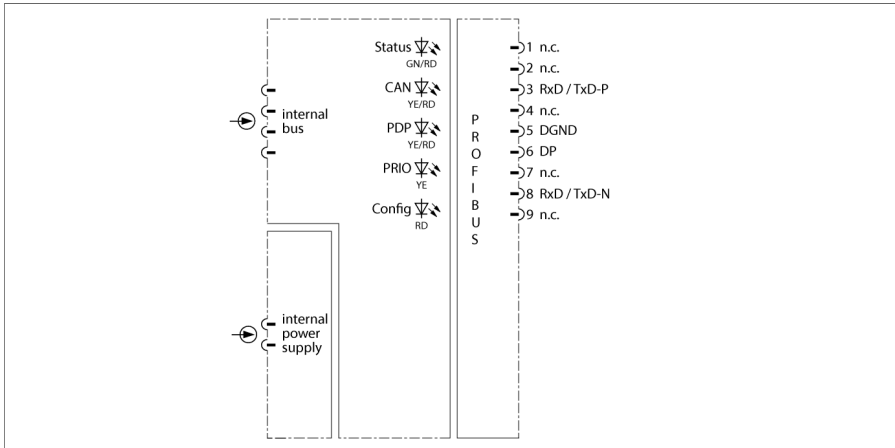 Status
GN/RD
CAN
YE/RD
PDP
YE/RD
PRIO
YE
Config
RD
internal
bus
internal
power
supply
PROFIBUS
1 n.c.
2 n.c.
3 RxD / TxD-P
4 n.c.
5 DGND
6 DP
7 n.c.
8 RxD / TxD-N
9 n.c.